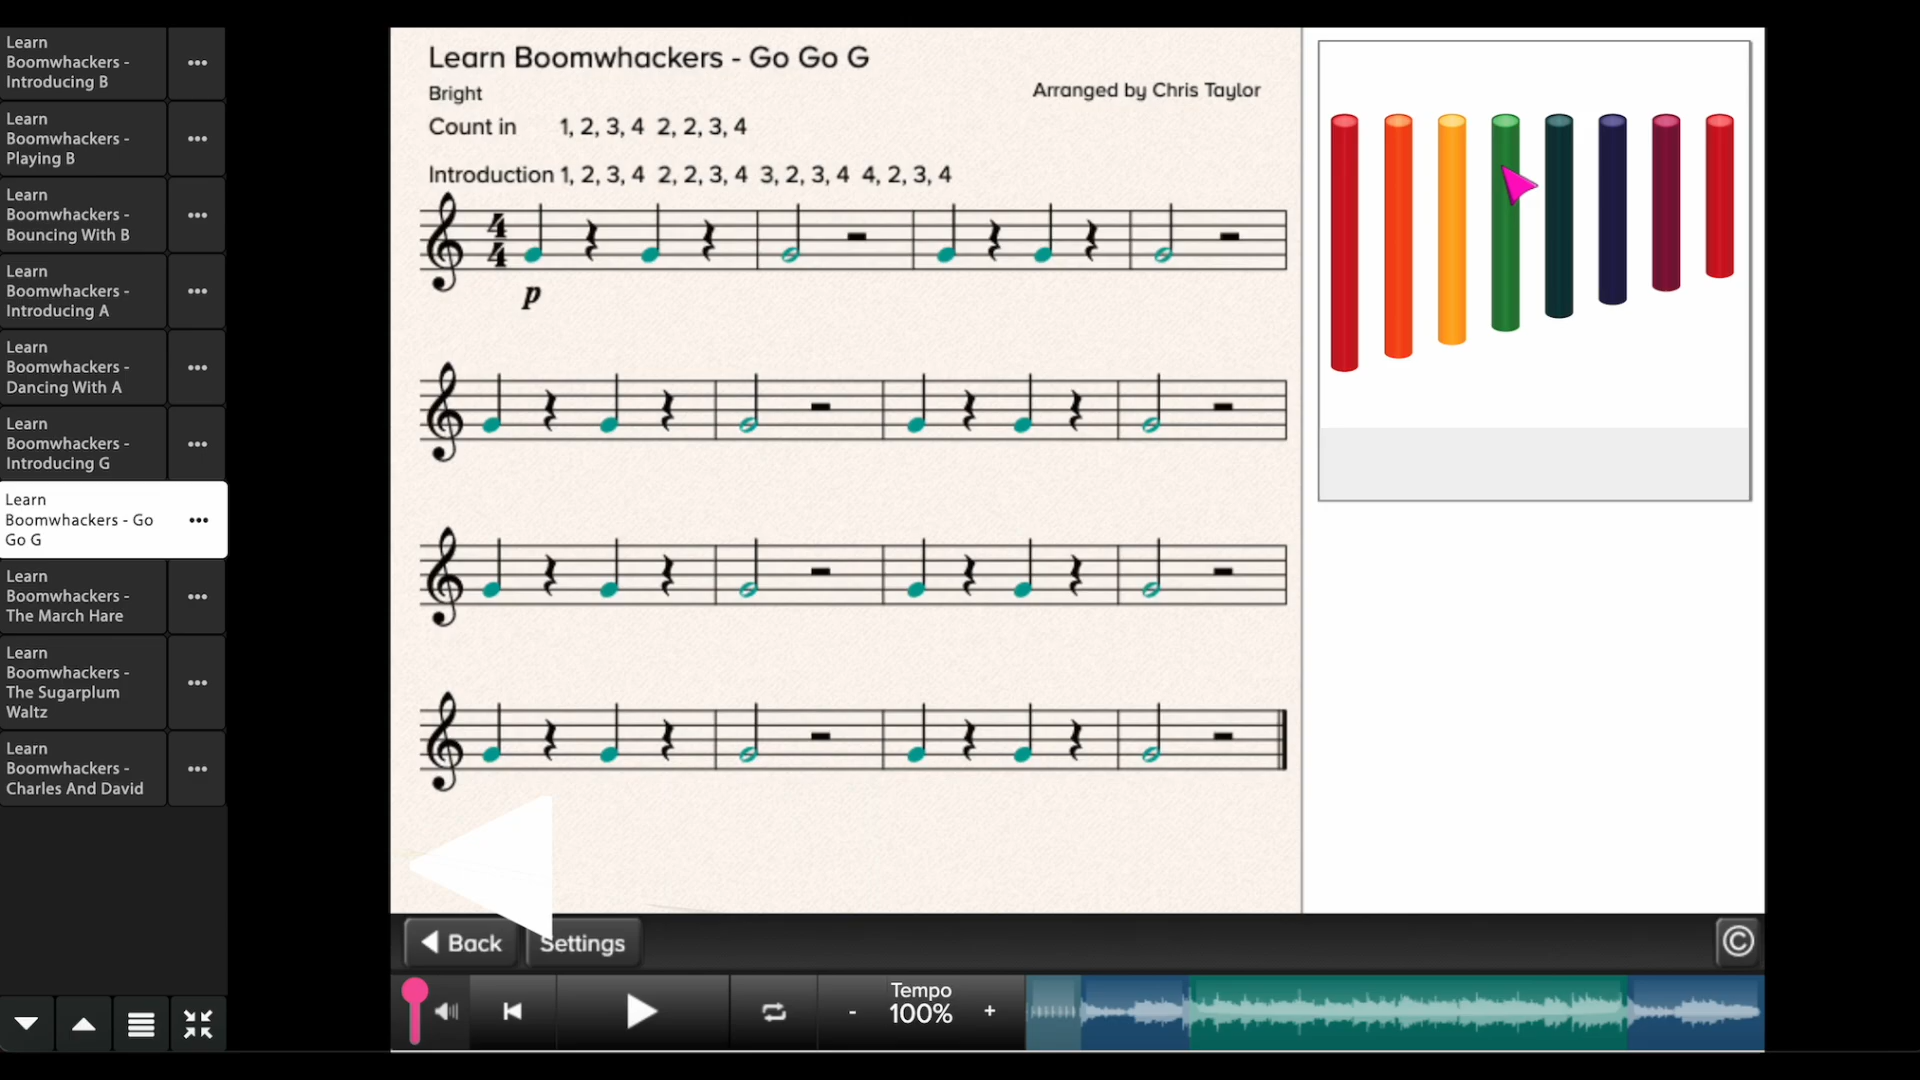 Learn
Boomwhackers -
Introducing B
•••
Learn
Boomwhackers -
Playing B
•••
Learn
Boomwhackers -
Bouncing With B
•••
Learn
Boomwhackers -
Introducing A
•••
Learn
Boomwhackers -
Dancing With A
•••
Learn
Boomwhackers -
Introducing G
•••
Learn
Boomwhackers - Go
Go G
•••
Learn
Boomwhackers -
The March Hare
•••
Learn
Boomwhackers -
The Sugarplum
Waltz
•••
Learn
Boomwhackers -
Charles And David
•••
Learn Boomwhackers - Go Go G
Bright
Arranged by Chris Taylor
Count in 1, 2, 3, 4 2, 2, 3, 4
Introduction 1, 2, 3, 4 2, 2, 3, 4 3, 2, 3, 4 4, 2, 3, 4
4
4
p
Back
Settings
©
Tempo
- 100% +